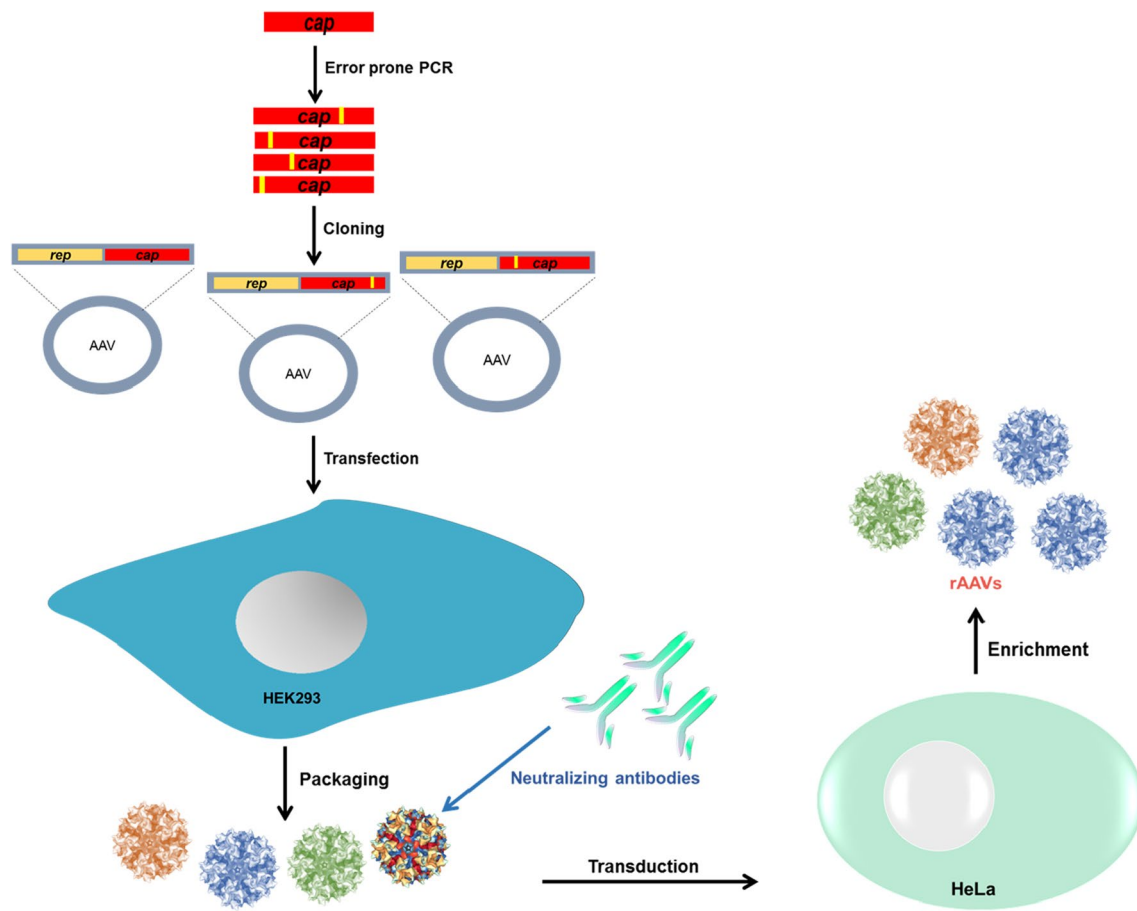 cap
Error prone PCR
cap
cap
cap
cap
Cloning
rep cap
rep cap
rep cap
AAV
AAV
AAV
Transfection
HEK293
Packaging
Neutralizing antibodies
Transduction
HeLa
Enrichment
rAAVs